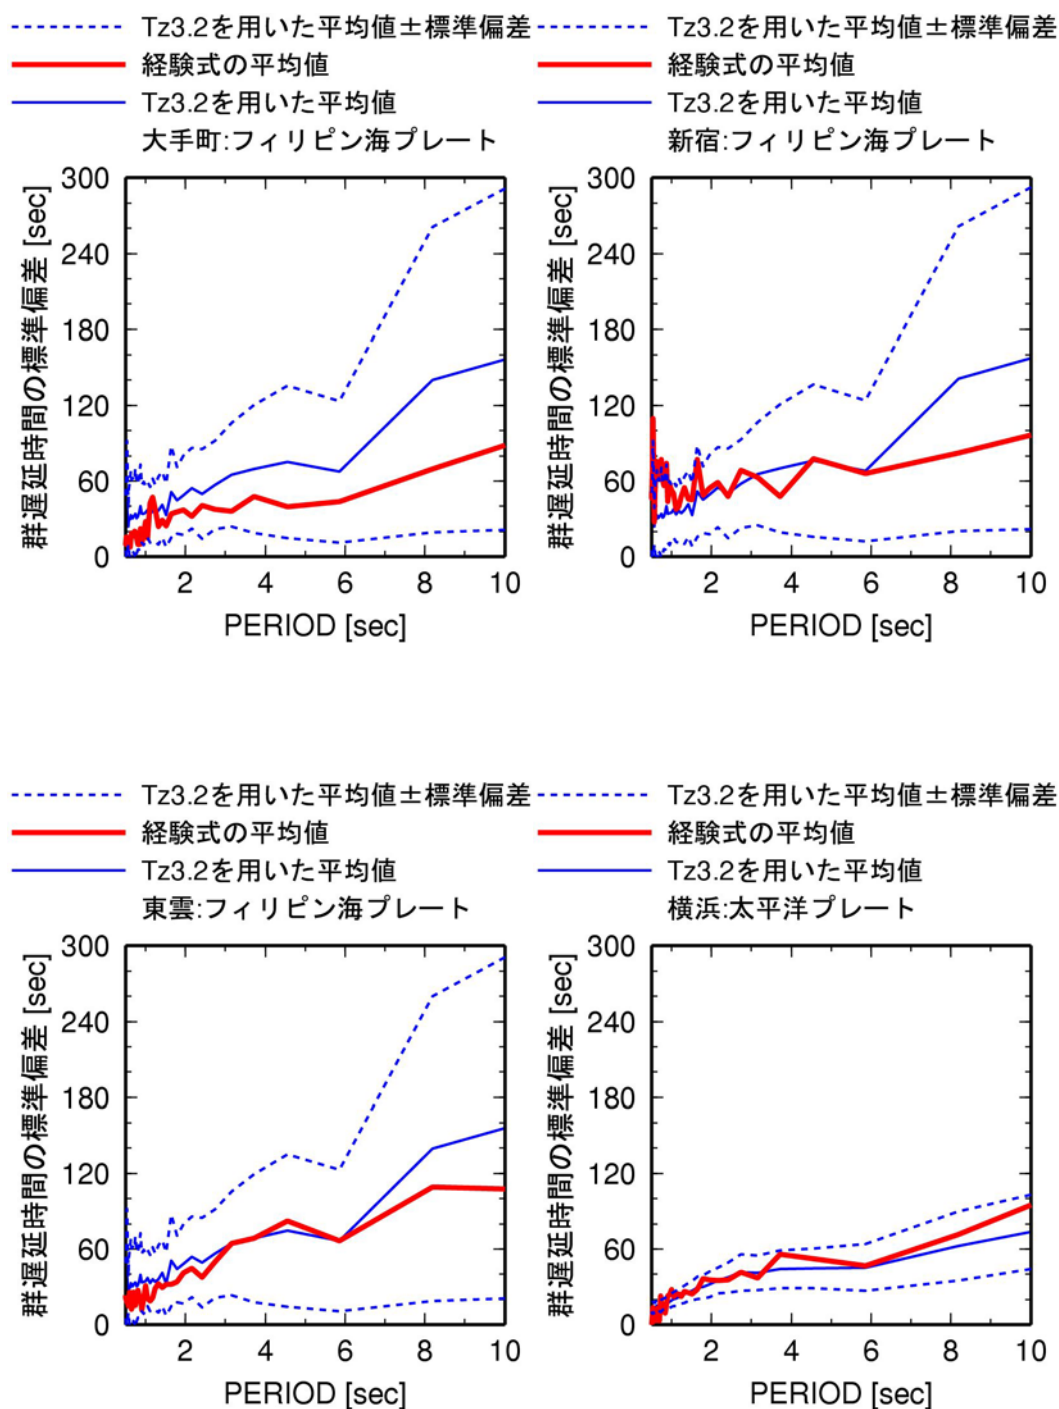 Tz3.2を用いた平均値±標準偏差
経験式の平均値
Tz3.2を用いた平均値
大手町:フィリピン海プレート
群遅延時間の標準偏差 [sec]
300
240
180
120
60
0
2 4 6 8 10
PERIOD [sec]
Tz3.2を用いた平均値±標準偏差
経験式の平均値
Tz3.2を用いた平均値
新宿:フィリピン海プレート
群遅延時間の標準偏差 [sec]
300
240
180
120
60
0
2 4 6 8 10
PERIOD [sec]
Tz3.2を用いた平均値±標準偏差
経験式の平均値
Tz3.2を用いた平均値
東雲:フィリピン海プレート
群遅延時間の標準偏差 [sec]
300
240
180
120
60
0
2 4 6 8 10
PERIOD [sec]
Tz3.2を用いた平均値±標準偏差
経験式の平均値
Tz3.2を用いた平均値
横浜:太平洋プレート
群遅延時間の標準偏差 [sec]
300
240
180
120
60
0
2 4 6 8 10
PERIOD [sec]